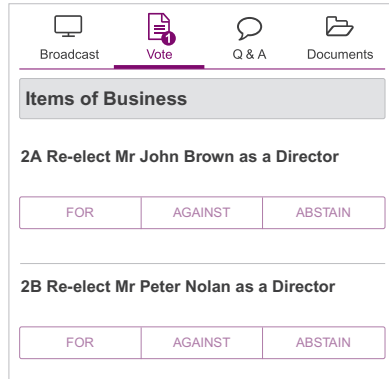 Broadcast Vote 1 Q & A Documents
Items of Business
2A Re-elect Mr John Brown as a Director
FOR AGAINST ABSTAIN
2B Re-elect Mr Peter Nolan as a Director
FOR AGAINST ABSTAIN